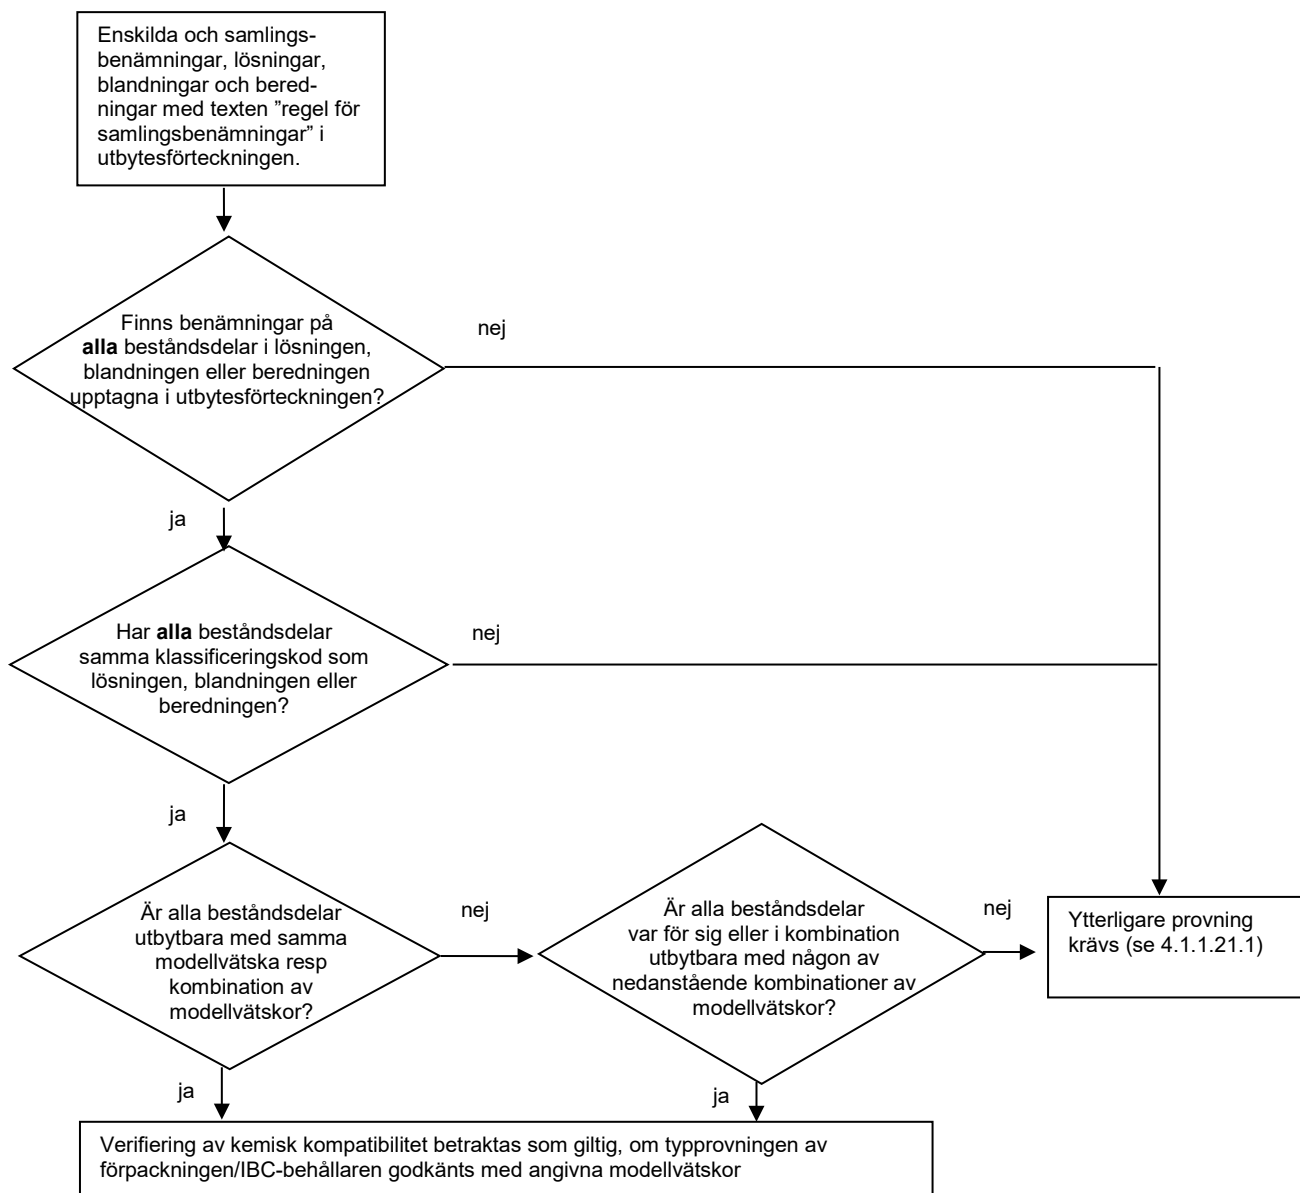 Enskilda och samlings-
benämningar, lösningar,
blandningar och bered-
ningar med texten ”regel för
samlingsbenämningar” i
utbytesförteckningen.
Finns benämningar på
alla beståndsdelar i lösningen,
blandningen eller beredningen
upptagna i utbytesförteckningen?
nej
ja
Har alla beståndsdelar
samma klassificeringskod som
lösningen, blandningen eller
beredningen?
nej
ja
Är alla beståndsdelar
utbytbara med samma
modellvätska resp
kombination av
modellvätskor?
nej
Är alla beståndsdelar
var för sig eller i kombination
utbytbara med någon av
nedanstående kombinationer av
modellvätskor?
nej
Ytterligare provning
krävs (se 4.1.1.21.1)
ja
ja
Verifiering av kemisk kompatibilitet betraktas som giltig, om typprovningen av
förpackningen/IBC-behållaren godkänts med angivna modellvätskor